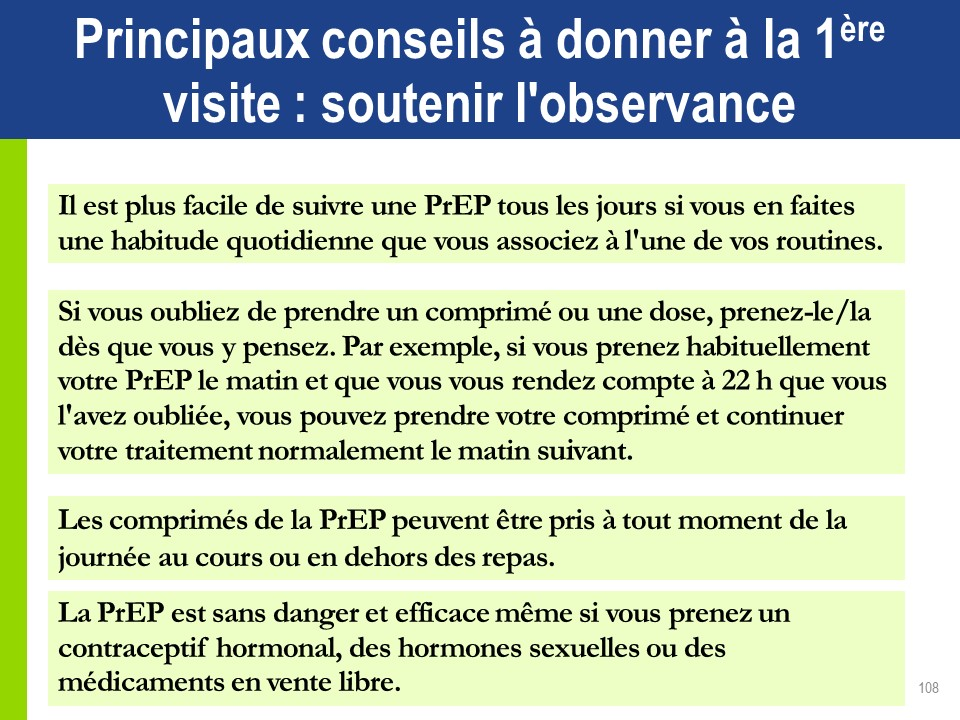 Principaux conseils à donner à la 1ère
visite : soutenir l'observance
Il est plus facile de suivre une PrEP tous les jours si vous en faites
une habitude quotidienne que vous associez à l'une de vos routines.
Si vous oubliez de prendre un comprimé ou une dose, prenez-le/la
dès que vous y pensez. Par exemple, si vous prenez habituellement
votre PrEP le matin et que vous vous rendez compte à 22 h que vous
l'avez oubliée, vous pouvez prendre votre comprimé et continuer
votre traitement normalement le matin suivant.
Les comprimés de la PrEP peuvent être pris à tout moment de la
journée au cours ou en dehors des repas.
La PrEP est sans danger et efficace même si vous prenez un
contraceptif hormonal, des hormones sexuelles ou des
médicaments en vente libre.
108